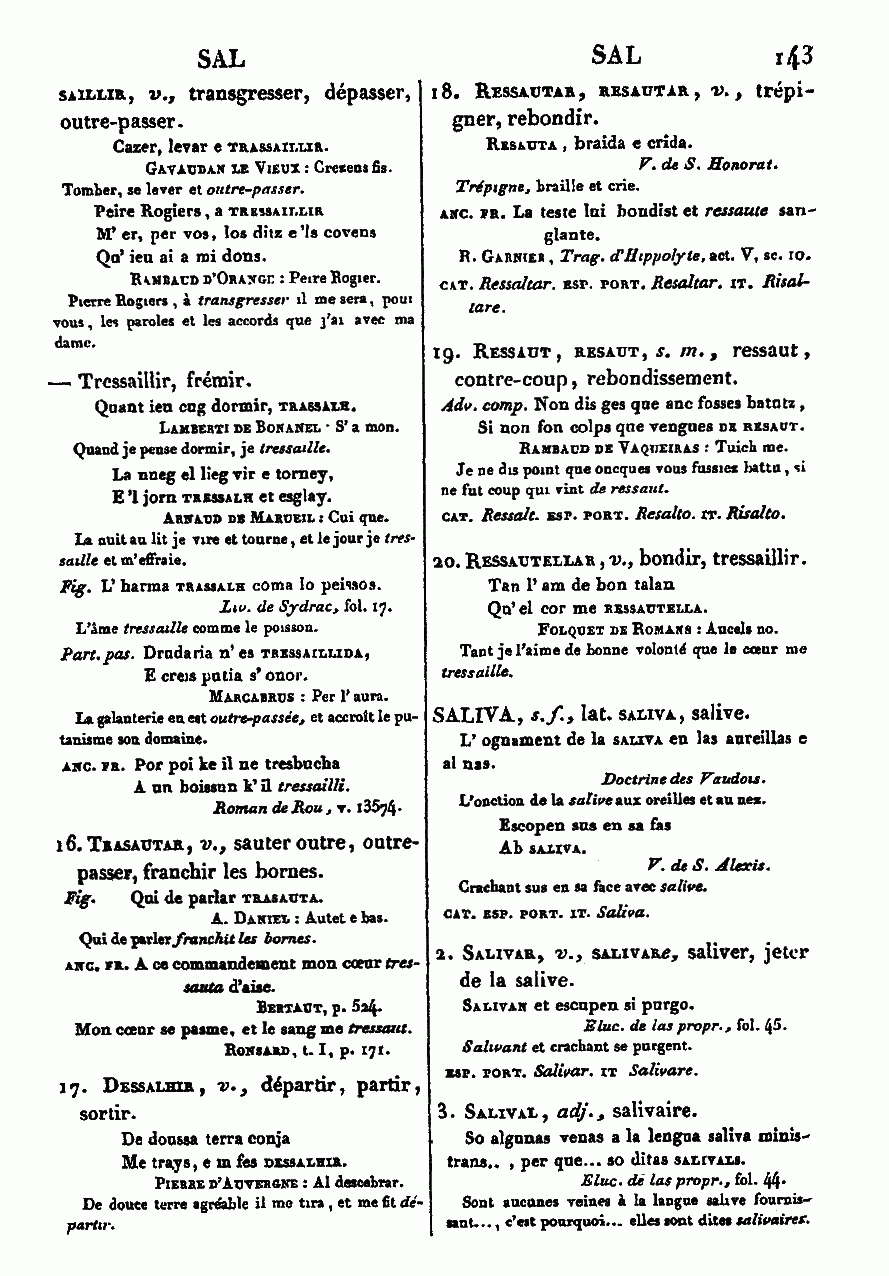 SAL
SAL 143
SAILLIR, v., transgresser, dépasser,
outre-passer.
Cazer, levar e TRASSAILLIR.
GAVAUDAN LE VIEUX : Crezens fis.
Tomber, se lever et outre-passer.
Peire Rogiers, a TRESSAILLIR
M' er, per vos, los ditz e 'ls covens
Qu' ieu ai a mi dons.
RAMBAUD D'ORANGE : Peire Rogier.
Pierre Rogiers, à transgresser il me sera, pour
vous, les paroles et les accords que j'ai avec ma
dame.
— Tressaillir, frémir.
Quant ieu cug dormir, TRASSALH.
LAMBERTI DE BONANEL : S' a mon.
Quand je pense dormir, je tressaille.
La nueg el lieg vir e torney,
E 'l jorn TRESSALH et esglay.
ARNAUD DE MARUEIL : Cui que.
La nuit au lit je vire et tourne, et le jour je tres-
saille et m'effraie.
Fig. L' harma TRASSALH coma lo peissos.
Liv. de Sydrac, fol. 17.
L'âme tressaille comme le poisson.
Part. pas. Drudaria n' es TRESSAILLIDA,
E creis putia s' onor.
MARCABRUS : Per l' aura.
La galanterie en est outre-passée, et accroît le pu-
tanisme son domaine.
ANC. FR. Por poi ke il ne tresbucha
A un boissun k' il tressailli.
Roman de Rou, v. 13574.
16. TRASAUTAR, v., sauter outre, outre-
passer, franchir les bornes.
Fig. Qui de parlar TRASAUTA.
A. DANIEL : Autet e bas.
Qui de parler franchit les bornes.
ANC. FR. A ce commandement mon cœur tres-
sauta d'aise.
BERTAUT, p. 524.
Mon cœur se pasme, et le sang me tressaut.
RONSARD, t. I, p. 171.
17. DESSALHIR, v., départir, partir,
sortir.
De doussa terra conja
Me trays, e m fes DESSALHIR.
PIERRE D'AUVERGNE : Al descebrar.
De douce terre agréable il me tira, et me fit dé-
partir.
18. RESSAUTAR, RESAUTAR, v., trépi-
gner, rebondir.
RESAUTA, braida e crida.
V. de S. Honorat.
Trépigne, braille et crie.
ANC. FR. La teste lui bondist et ressaute san-
glante.
R. GARNIER, Trag. d'Hippolyte, act. V, sc. 10.
CAT. Ressaltar. ESP. PORT. Resaltar. IT. Risal-
tare.
19. RESSAUT, RESAUT, s. m., ressaut,
contre-coup, rebondissement.
Adv. comp. Non dis ges que anc fosses batutz,
Si non fon colps que vengues DE RESAUT.
RAMBAUD DE VAQUEIRAS : Tuich me.
Je ne dis point que oncques vous fussiez battu, si
ne fut coup qui vint de ressaut.
CAT. Ressalt. ESP. PORT. Resalto. IT. Risalto.
20. RESSAUTELLAR, v., bondir, tressaillir.
Tan l' am de bon talan
Qu' el cor me RESSAUTELLA.
FOLQUET DE ROMANS : Aucels no.
Tant je l'aime de bonne volonté que le cœur me
tressaille.
SALIVA, s. f., lat. SALIVA, salive.
L' ognament de la SALIVA en las aureillas e
al nas.
Doctrine des Vaudois.
L'onction de la salive aux oreilles et au nez.
Escopen sus en sa fas
Ab SALIVA.
V. de S. Alexis.
Crachant sus en sa face avec salive.
CAT. ESP. PORT. IT. Saliva.
2. SALIVAR, v., SALIVARe, saliver, jeter
de la salive.
SALIVAN et escupen si purgo.
Eluc. de las propr., fol. 45.
Salivant et crachant se purgent.
ESP. PORT. Salivar. IT Salivare.
3. SALIVAL, adj., salivaire.
So algunas venas a la lengua saliva minis-
trans.. , per que... so ditas SALIVALS.
Eluc. de las propr., fol. 44.
Sont aucunes veines à la langue salive fournis-
sant..., c'est pourquoi... elles sont dites salivaires.